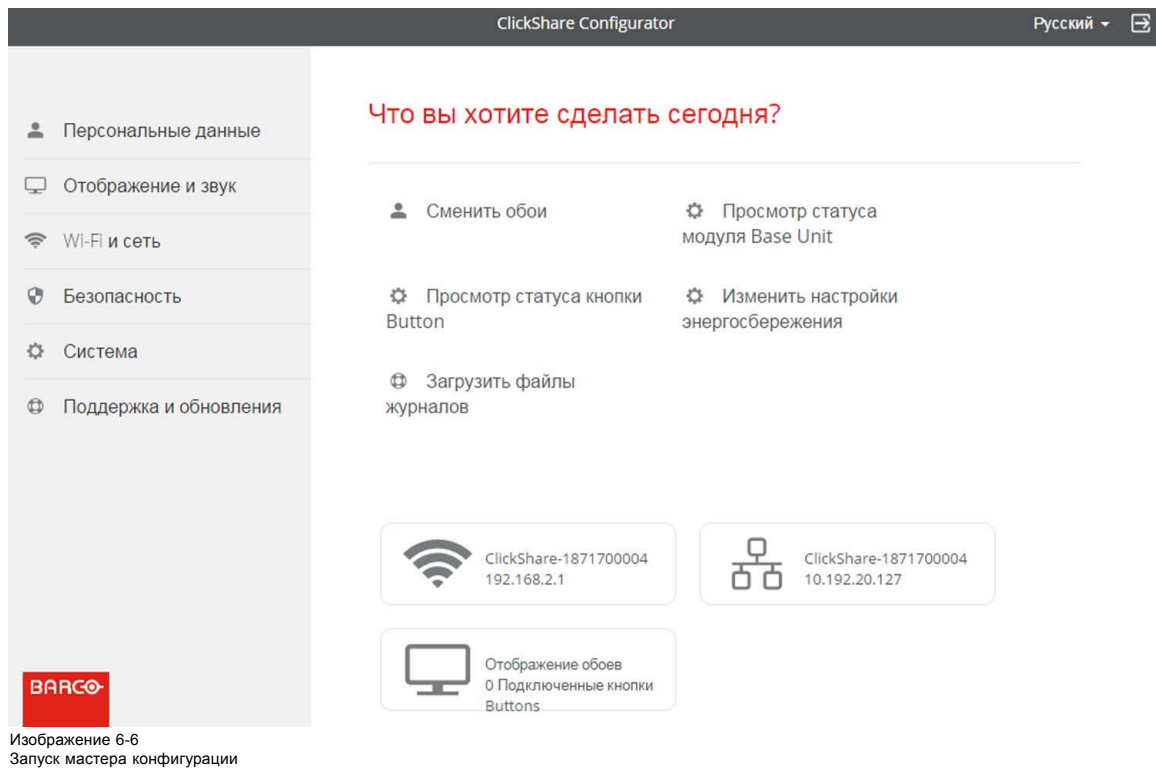 ClickShare Configurator
Русский
Персональные данные
Отображение и звук
Wi-Fi и сеть
Безопасность
Система
Поддержка и обновления
BARCO
Что вы хотите сделать сегодня?
Сменить обои
Просмотр статуса
модуля Base Unit
Просмотр статуса кнопки
Button
Изменить настройки
энергосбережения
Загрузить файлы
журналов
ClickShare-1871700004
192.168.2.1
ClickShare-1871700004
10.192.20.127
Отображение обоев
0 Подключенные кнопки
Buttons
Изображение 6-6
Запуск мастера конфигурации